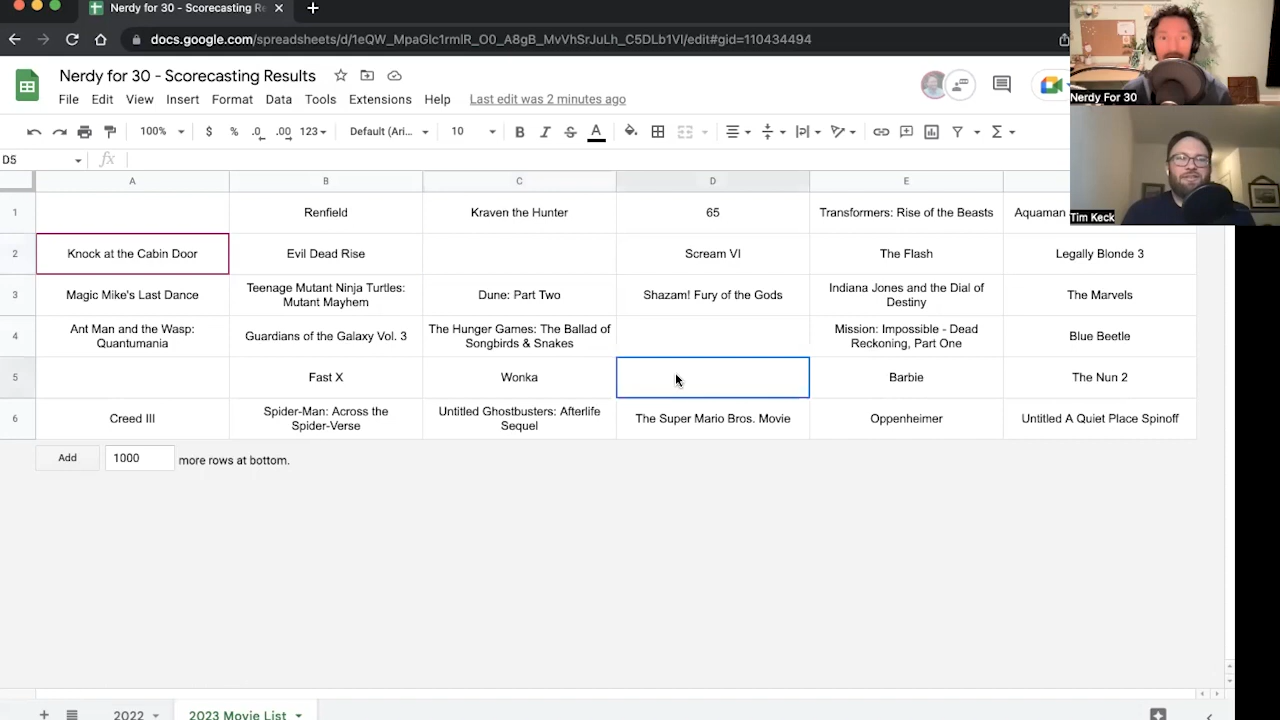 Nerdy for 30 - Scorecasting Re
Nerdy for 30 - Scorecasting Results
File Edit View Insert Format Data Tools Extensions Help Last edit was 2 minutes ago
100% $ % .0 .00 123 Default (Ari... 10 B I S A
D5 fx
A B C D E
1 Renfield Kraven the Hunter 65 Transformers: Rise of the Beasts Aquaman
2 Knock at the Cabin Door Evil Dead Rise Scream VI The Flash Legally Blonde 3
3 Magic Mike's Last Dance Teenage Mutant Ninja Turtles: Mutant Mayhem Dune: Part Two Shazam! Fury of the Gods Indiana Jones and the Dial of Destiny The Marvels
4 Ant Man and the Wasp: Quantumania Guardians of the Galaxy Vol. 3 The Hunger Games: The Ballad of Songbirds & Snakes Mission: Impossible - Dead Reckoning, Part One Blue Beetle
5 Fast X Wonka Barbie The Nun 2
6 Creed III Spider-Man: Across the Spider-Verse Untitled Ghostbusters: Afterlife Sequel The Super Mario Bros. Movie Oppenheimer Untitled A Quiet Place Spinoff
Add 1000 more rows at bottom.
2022 2023 Movie List
Nerdy For 30
Tim Keck